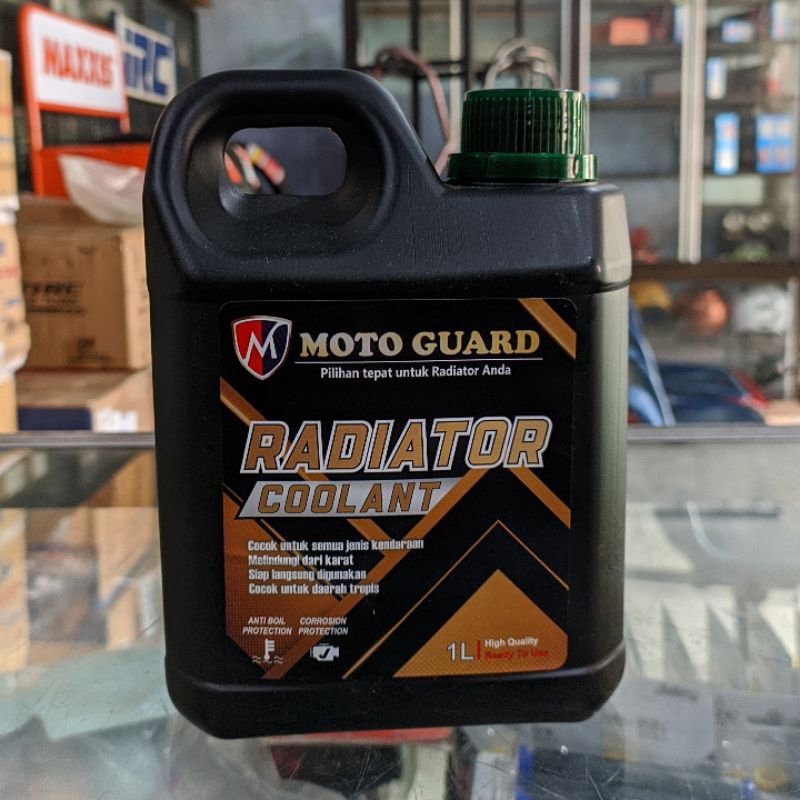 MAXXIS
IRC
MOTO GUARD
Pilihan tepat untuk Radiator Anda
RADIATOR
COOLANT
Cocok untuk semua jenis kendaraan
Melindungi dari karat
Siap langsung digunakan
Cocok untuk daerah tropis
ANTI BOIL PROTECTION
CORROSION PROTECTION
1L
High Quality
Ready To Use